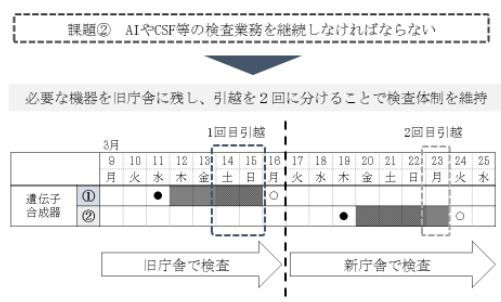 課題② AIやCSF等の検査業務を継続しなければならない
必要な機器を旧庁舎に残し、引越を2回に分けることで検査体制を維持
1回目引越 2回目引越
3月
9 10 11 12 13 14 15 16 17 18 19 20 21 22 23 24 25
月 火 水 木 金 土 日 月 火 水 木 金 土 日 月 火 水
遺伝子
合成器
① ● ○
② ● ○
旧庁舎で検査 新庁舎で検査